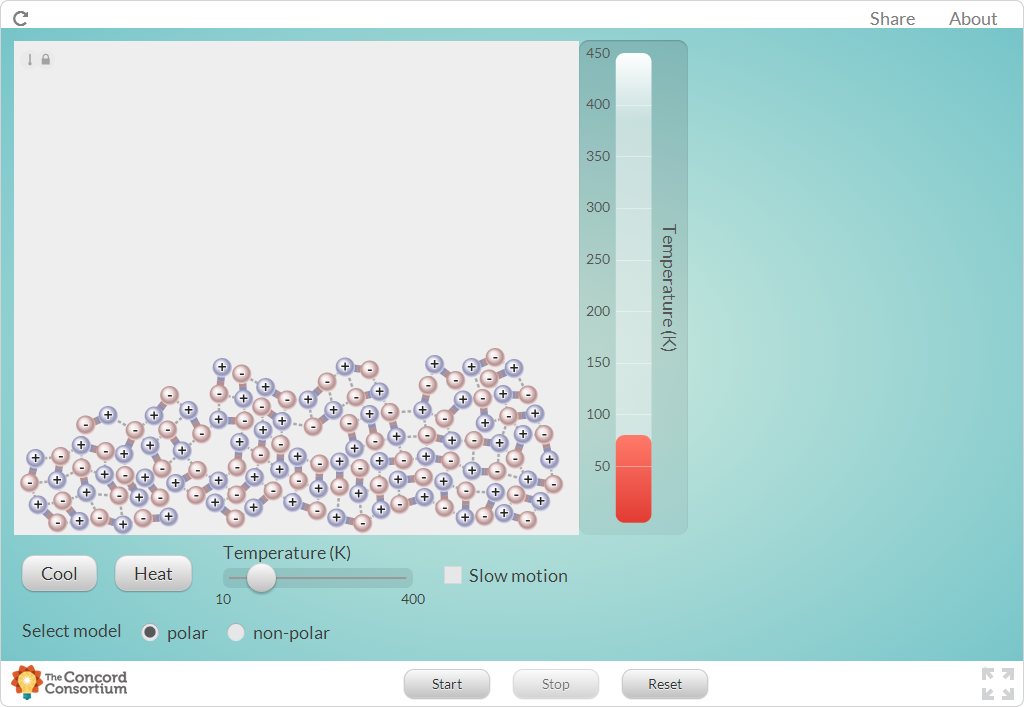 Share About
450
400
350
300
250
200
150
100
50
Temperature (K)
Temperature (K)
Cool Heat
10 400
Slow motion
Select model polar non-polar
The Concord
Consortium
Start Stop Reset